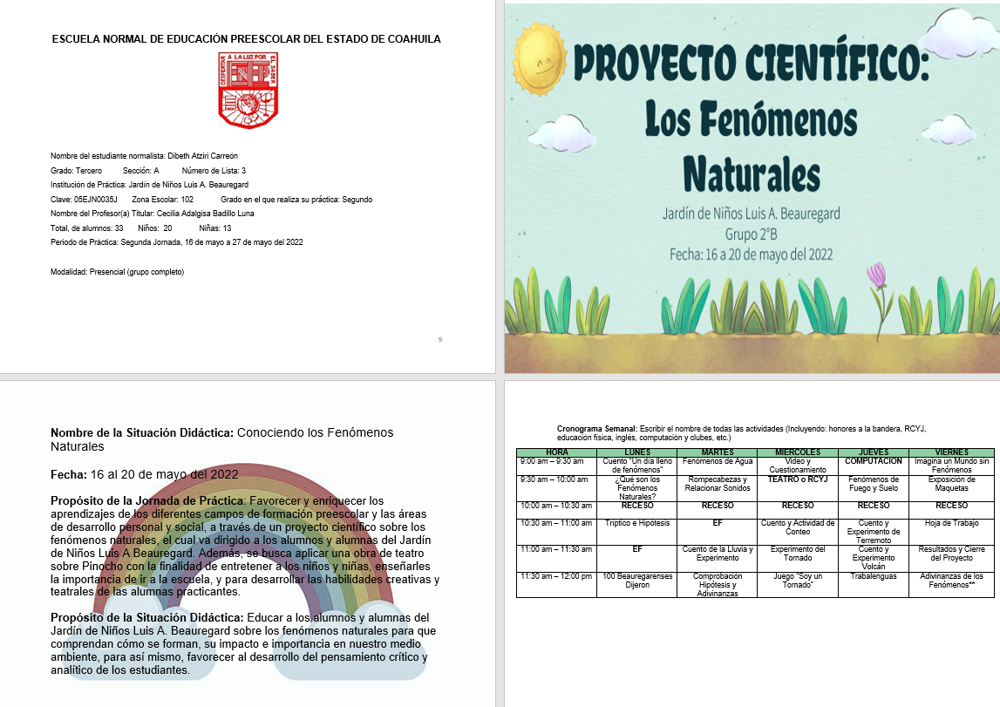 ESCUELA NORMAL DE EDUCACIÓN PREESCOLAR DEL ESTADO DE COAHUILA
DESPERTAR A LA LUZ POR EL SABER
ENEP
Nombre del estudiante normalista: Dibeth Atziri Carreón
Grado: Tercero Sección: A Número de Lista: 3
Institución de Práctica: Jardín de Niños Luis A. Beauregard
Clave: 05EJN0035J Zona Escolar: 102 Grado en el que realiza su práctica: Segundo
Nombre del Profesor(a) Titular: Cecilia Adalgisa Badillo Luna
Total, de alumnos: 33 Niños: 20 Niñas: 13
Periodo de Práctica: Segunda Jornada, 16 de mayo a 27 de mayo del 2022
Modalidad: Presencial (grupo completo)
9
PROYECTO CIENTÍFICO:
Los Fenómenos
Naturales
Jardín de Niños Luis A. Beauregard
Grupo 2°B
Fecha: 16 a 20 de mayo del 2022
Nombre de la Situación Didáctica: Conociendo los Fenómenos
Naturales
Fecha: 16 al 20 de mayo del 2022
Propósito de la Jornada de Práctica: Favorecer y enriquecer los
aprendizajes de los diferentes campos de formación preescolar y las áreas
de desarrollo personal y social, a través de un proyecto científico sobre los
fenómenos naturales, el cual va dirigido a los alumnos y alumnas del Jardín
de Niños Luis A Beauregard. Además, se busca aplicar una obra de teatro
sobre Pinocho con la finalidad de entretener a los niños y niñas, enseñarles
la importancia de ir a la escuela, y para desarrollar las habilidades creativas y
teatrales de las alumnas practicantes.
Propósito de la Situación Didáctica: Educar a los alumnos y alumnas del
Jardín de Niños Luis A. Beauregard sobre los fenómenos naturales para que
comprendan cómo se forman, su impacto e importancia en nuestro medio
ambiente, para así mismo, favorecer al desarrollo del pensamiento crítico y
analítico de los estudiantes.
Cronograma Semanal: Escribir el nombre de todas las actividades (Incluyendo: honores a la bandera, RCYJ,
educación física, inglés, computación y clubes, etc.)
HORA LUNES MARTES MIERCOLES JUEVES VIERNES
9:00 am – 9:30 am Cuento "Un día lleno de fenómenos" Fenómenos de Agua Video y Cuestionamiento COMPUTACION Imagina un Mundo sin Fenómenos
9:30 am – 10:00 am ¿Qué son los Fenómenos Naturales? Rompecabezas y Relacionar Sonidos TEATRO o RCYJ Fenómenos de Fuego y Suelo Exposición de Maquetas
10:00 am – 10:30 am RECESO RECESO RECESO RECESO RECESO
10:30 am – 11:00 am Tríptico e Hipótesis EF Cuento y Actividad de Conteo Cuento y Experimento de Terremoto Hoja de Trabajo
11:00 am – 11:30 am EF Cuento de la Lluvia y Experimento Experimento del Tornado Cuento y Experimento Volcán Resultados y Cierre del Proyecto
11:30 am – 12:00 pm 100 Beauregarenses Dijeron Comprobación Hipótesis y Adivinanzas Juego "Soy un Tornado" Trabalenguas Adivinanzas de los Fenómenos**